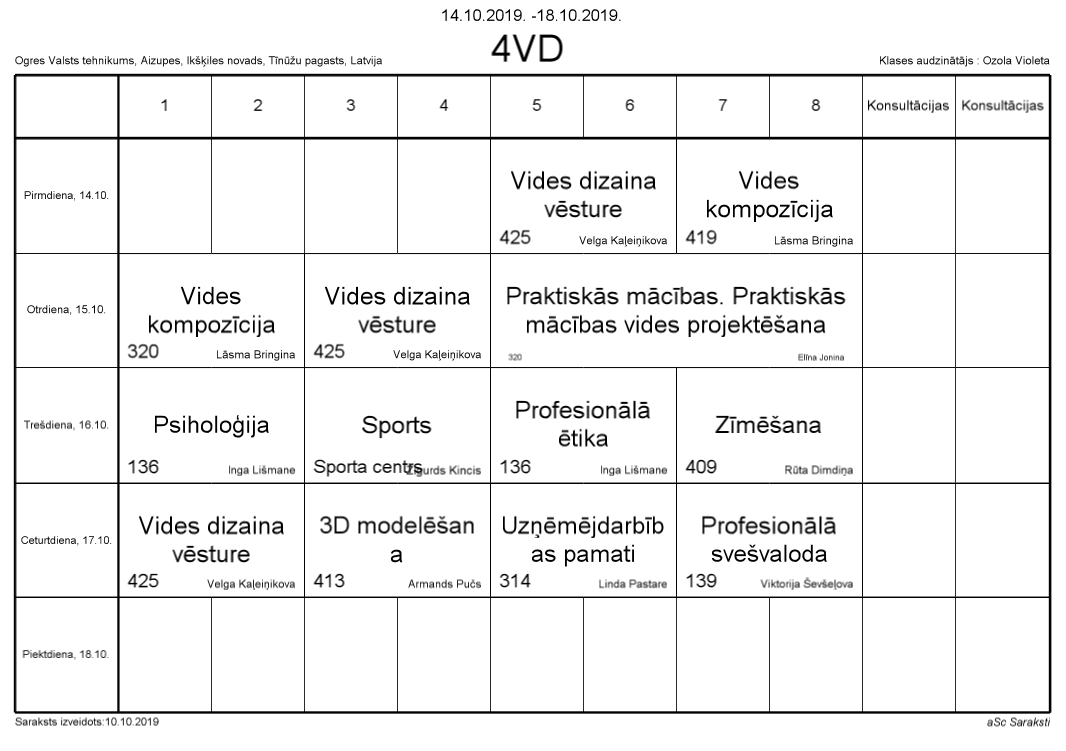 14.10.2019. -18.10.2019.
4VD
Ogres Valsts tehnikums, Aizupes, Ikšķiles novads, Tīnūžu pagasts, Latvija
Klases audzinātājs : Ozola Violeta
1 2 3 4 5 6 7 8 Konsultācijas Konsultācijas
Pirmdiena, 14.10.
Vides dizaina
vēsture
425 Velga Kaļeiņikova
Vides
kompozīcija
419 Lāsma Bringina
Otrdiena, 15.10.
Vides
kompozīcija
320 Lāsma Bringina
Vides dizaina
vēsture
425 Velga Kaļeiņikova
Praktiskās mācības. Praktiskās
mācības vides projektēšana
320 Elīna Jonina
Trešdiena, 16.10.
Psiholoģija
136 Inga Lišmane
Sports
Sporta centrs Zigurds Kincis
Profesionālā
ētika
136 Inga Lišmane
Zīmēšana
409 Rūta Dimdiņa
Ceturtdiena, 17.10.
Vides dizaina
vēsture
425 Velga Kaļeiņikova
3D modelēšan
a
413 Armands Pučs
Uzņēmējdarbīb
as pamati
314 Linda Pastare
Profesionālā
svešvaloda
139 Viktorija Ševšeļova
Piektdiena, 18.10.
Saraksts izveidots:10.10.2019
aSc Saraksti